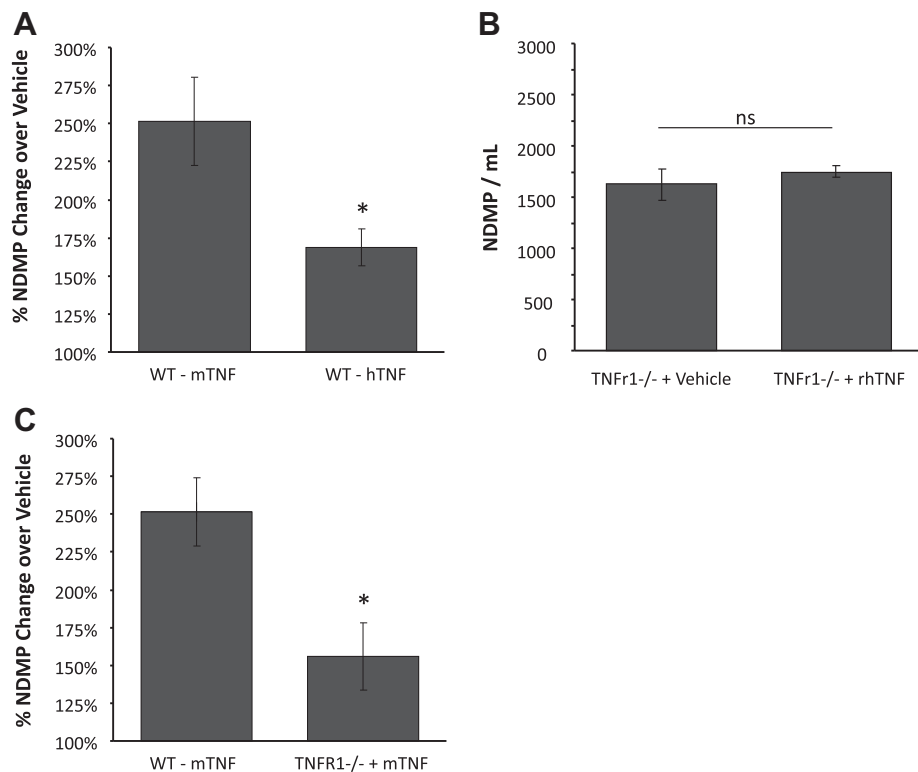 A
% NDMP Change over Vehicle
300%
275%
250%
225%
200%
175%
150%
125%
100%
*
WT - mTNF
WT - hTNF
B
NDMP / mL
3000
2500
2000
1500
1000
500
0
ns
TNFr1-/- + Vehicle
TNFr1-/- + rhTNF
C
% NDMP Change over Vehicle
300%
275%
250%
225%
200%
175%
150%
125%
100%
*
WT - mTNF
TNFR1-/- + mTNF